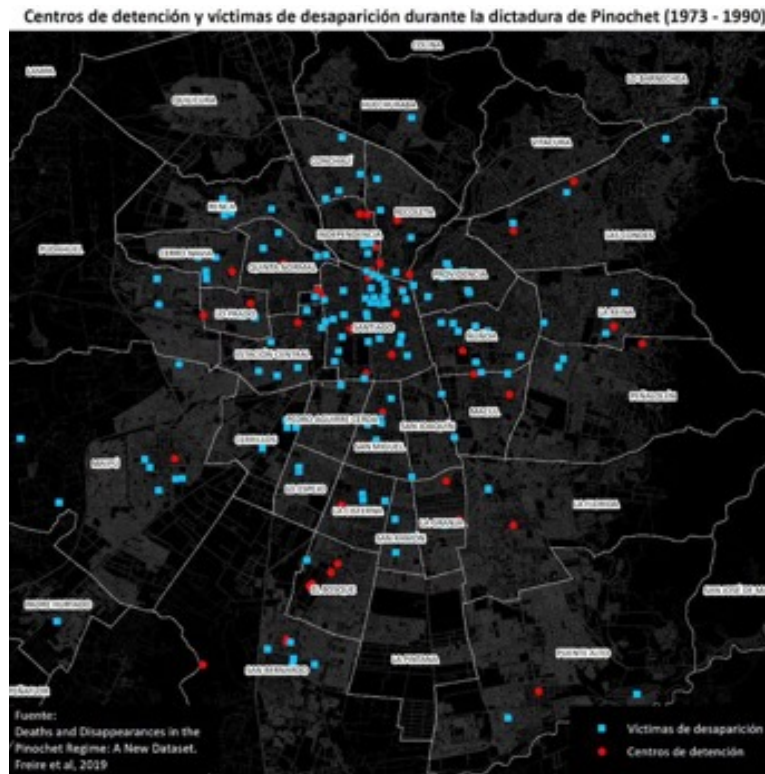 Centros de detención y víctimas de desaparición durante la dictadura de Pinochet (1973 - 1990)
COLINA
LAMPA
LO BARNECHEA
QUILICURA
HUECHURABA
VITACURA
CONCHALÍ
RENCA
RECOLETA
INDEPENDENCIA
LAS CONDES
PUDAHUEL
CERRO NAVIA
QUINTA NORMAL
PROVIDENCIA
LO PRADO
SANTIAGO
LA REINA
ÑUÑOA
ESTACIÓN CENTRAL
PEÑALOLÉN
MACUL
PEDRO AGUIRRE CERDA
SAN JOAQUÍN
CERRILLOS
SAN MIGUEL
MAIPÚ
LO ESPEJO
LA CISTERNA
LA GRANJA
LA FLORIDA
SAN RAMÓN
EL BOSQUE
SAN JOSÉ DE M
PADRE HURTADO
PUENTE ALTO
LA PINTANA
SAN BERNARDO
PEÑAFLOR
Fuente:
Deaths and Disappearances in the
Pinochet Regime: A New Dataset.
Freire et al, 2019
Víctimas de desaparición
Centros de detención